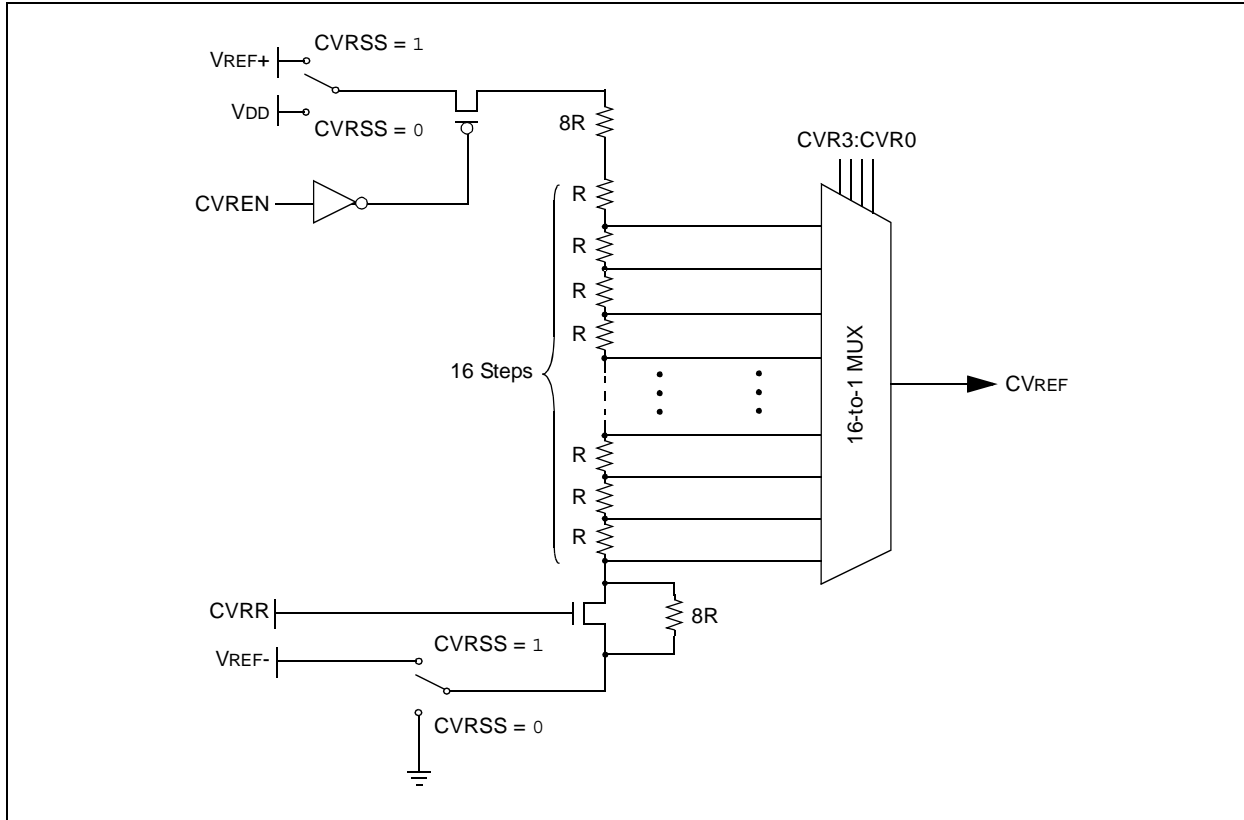 CVRSS = 1
VREF+
VDD
CVRSS = 0
8R
CVR3:CVR0
CVREN
R
R
R
R
16 Steps
16-to-1 MUX
CVREF
R
R
R
CVRR
8R
CVRSS = 1
VREF-
CVRSS = 0